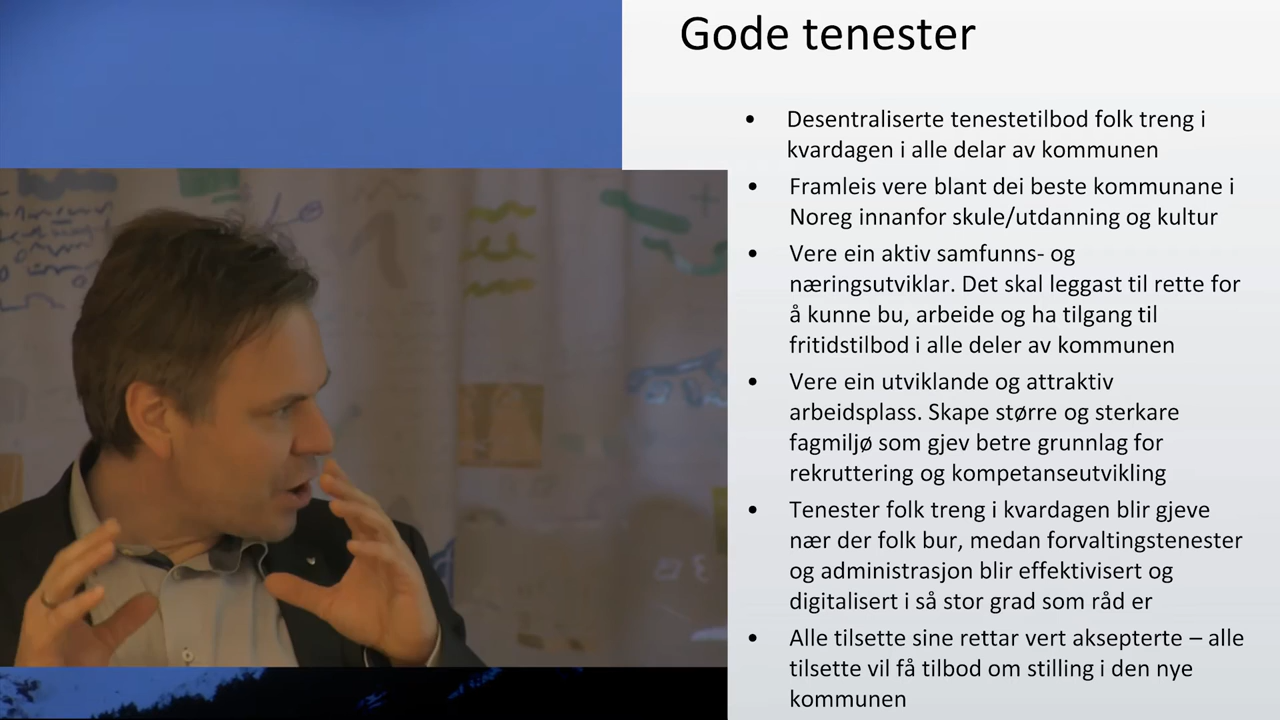 Gode tenester
• Desentraliserte tenestetilbod folk treng i
kvardagen i alle delar av kommunen
• Framleis vere blant dei beste kommunane i
Noreg innanfor skule/utdanning og kultur
• Vere ein aktiv samfunns- og
næringsutviklar. Det skal leggast til rette for
å kunne bu, arbeide og ha tilgang til
fritidstilbod i alle deler av kommunen
• Vere ein utviklande og attraktiv
arbeidsplass. Skape større og sterkare
fagmiljø som gjev betre grunnlag for
rekruttering og kompetanseutvikling
• Tenester folk treng i kvardagen blir gjeve
nær der folk bur, medan forvaltingstenester
og administrasjon blir effektivisert og
digitalisert i så stor grad som råd er
• Alle tilsette sine rettar vert aksepterte – alle
tilsette vil få tilbod om stilling i den nye
kommunen